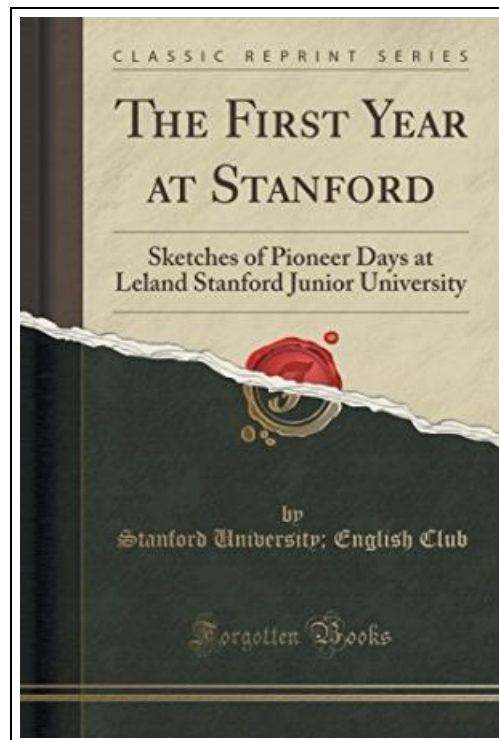 CLASSIC REPRINT SERIES
THE FIRST YEAR
AT STANFORD
Sketches of Pioneer Days at
Leland Stanford Junior University
by
Stanford University; English Club
Forgotten Books